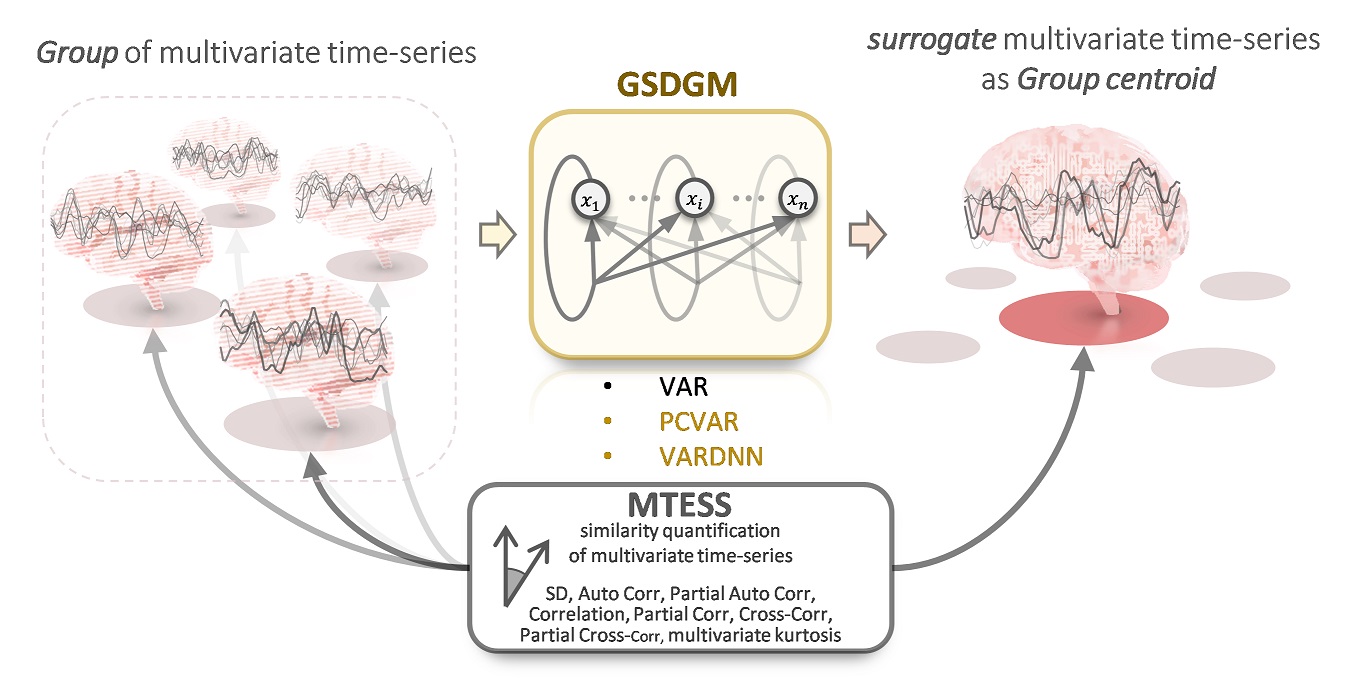 Group of multivariate time-series
GSDGM
surrogate multivariate time-series
as Group centroid
x1 ··· xi ··· xn
• VAR
• PCVAR
• VARDNN
MTESS
similarity quantification
of multivariate time-series
SD, Auto Corr, Partial Auto Corr,
Correlation, Partial Corr, Cross-Corr,
Partial Cross-Corr, multivariate kurtosis